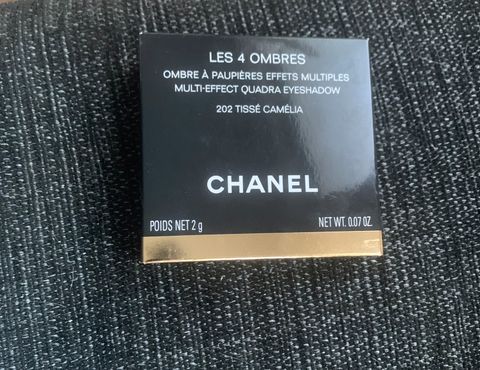 LES 4 OMBRES
OMBRE À PAUPIÈRES EFFETS MULTIPLES
MULTI-EFFECT QUADRA EYESHADOW
202 TISSÉ CAMÉLIA
CHANEL
POIDS NET 2 g NET WT. 0.07 OZ.